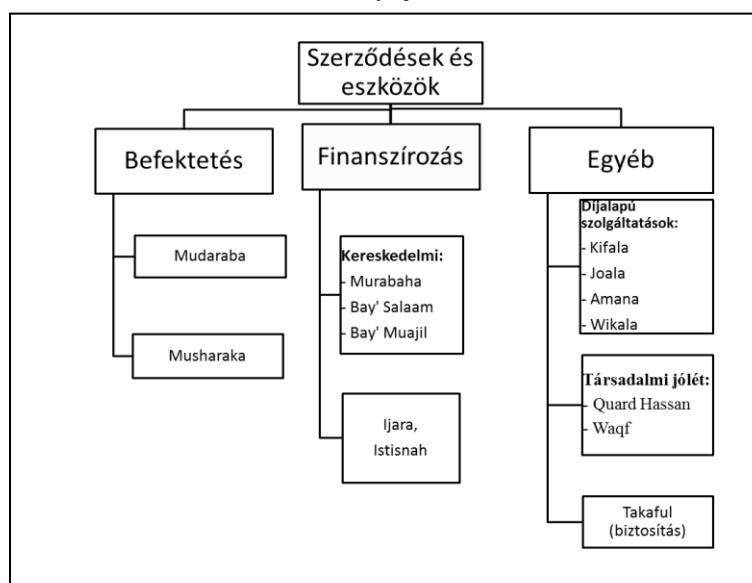 Szerződések és
eszközök
Befektetés
Mudaraba
Musharaka
Finanszírozás
Kereskedelmi:
- Murabaha
- Bay' Salaam
- Bay' Muajil
Ijara,
Istisnah
Egyéb
Díjalapú
szolgáltatások:
- Kifala
- Joala
- Amana
- Wikala
Társadalmi jólét:
- Quard Hassan
- Waqf
Takaful
(biztosítás)